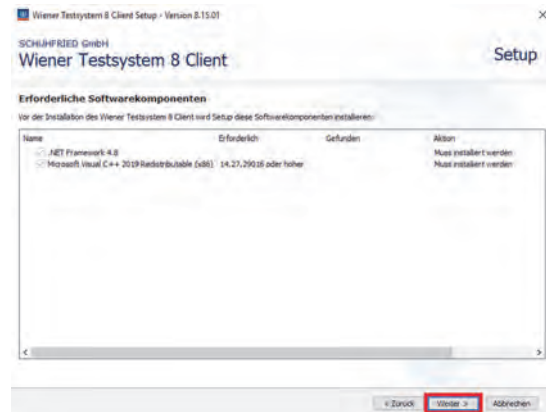 Wiener Testsystem 8 Client Setup - Version 8.15.01
SCHUHFRIED GmbH
Wiener Testsystem 8 Client
Setup
Erforderliche Softwarekomponenten
Vor der Installation des Wiener Testsystem 8 Client wird Setup diese Softwarekomponenten installieren:
Name Erforderlich Gefunden Aktion
.NET Framework 4.8 Muss installiert werden
Microsoft Visual C++ 2019 Redistributable (x86) 14.27.29016 oder höher Muss installiert werden
< Zurück Weiter > Abbrechen